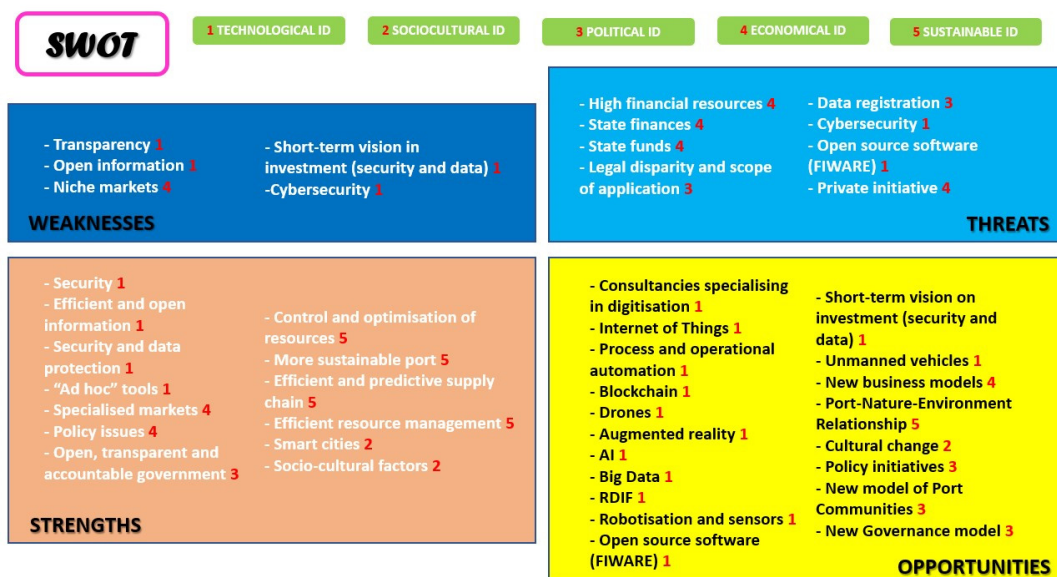 SWOT
1 TECHNOLOGICAL ID
2 SOCIOCULTURAL ID
3 POLITICAL ID
4 ECONOMICAL ID
5 SUSTAINABLE ID
- Transparency 1
- Open information 1
- Niche markets 4
- Short-term vision in
investment (security and data) 1
-Cybersecurity 1
WEAKNESSES
- High financial resources 4
- State finances 4
- State funds 4
- Legal disparity and scope
of application 3
- Data registration 3
- Cybersecurity 1
- Open source software
(FIWARE) 1
- Private initiative 4
THREATS
- Security 1
- Efficient and open
information 1
- Security and data
protection 1
- “Ad hoc” tools 1
- Specialised markets 4
- Policy issues 4
- Open, transparent and
accountable government 3
- Control and optimisation of
resources 5
- More sustainable port 5
- Efficient and predictive supply
chain 5
- Efficient resource management 5
- Smart cities 2
- Socio-cultural factors 2
STRENGTHS
- Consultancies specialising
in digitisation 1
- Internet of Things 1
- Process and operational
automation 1
- Blockchain 1
- Drones 1
- Augmented reality 1
- AI 1
- Big Data 1
- RDIF 1
- Robotisation and sensors 1
- Open source software
(FIWARE) 1
- Short-term vision on
investment (security and
data) 1
- Unmanned vehicles 1
- New business models 4
- Port-Nature-Environment
Relationship 5
- Cultural change 2
- Policy initiatives 3
- New model of Port
Communities 3
- New Governance model 3
OPPORTUNITIES